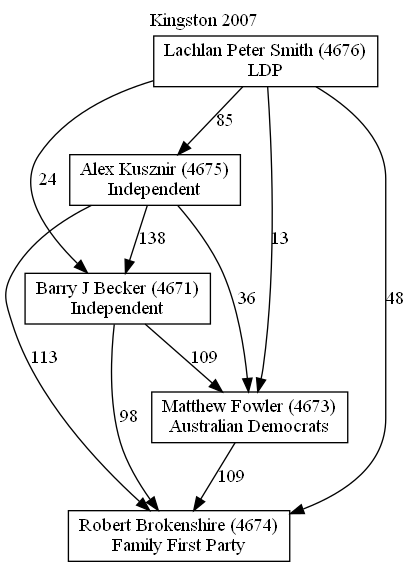 Kingston 2007
Lachlan Peter Smith (4676)
LDP
85
Alex Kusznir (4675)
Independent
24
138
13
Barry J Becker (4671)
Independent
36
48
113
109
98
Matthew Fowler (4673)
Australian Democrats
109
Robert Brokenshire (4674)
Family First Party